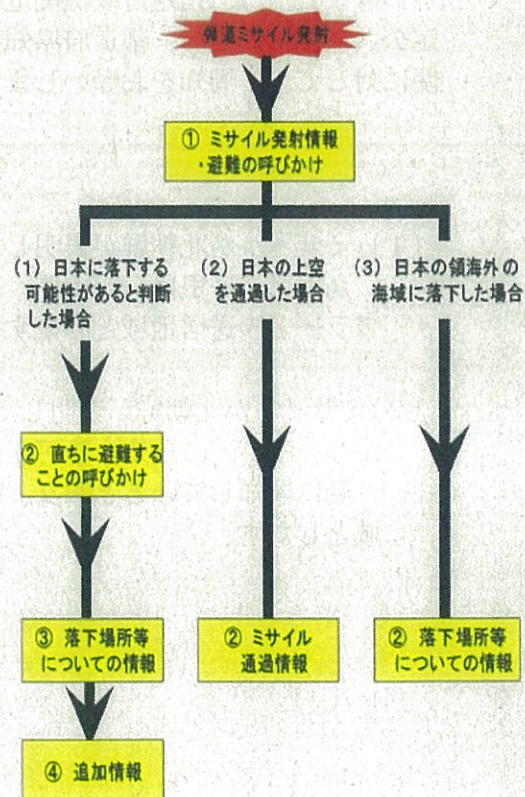 弾道ミサイル発射
① ミサイル発射情報
・避難の呼びかけ
(1) 日本に落下する
可能性があると判断
した場合
(2) 日本の上空
を通過した場合
(3) 日本の領海外の
海域に落下した場合
② 直ちに避難する
ことの呼びかけ
③ 落下場所等
についての情報
② ミサイル
通過情報
② 落下場所等
についての情報
④ 追加情報